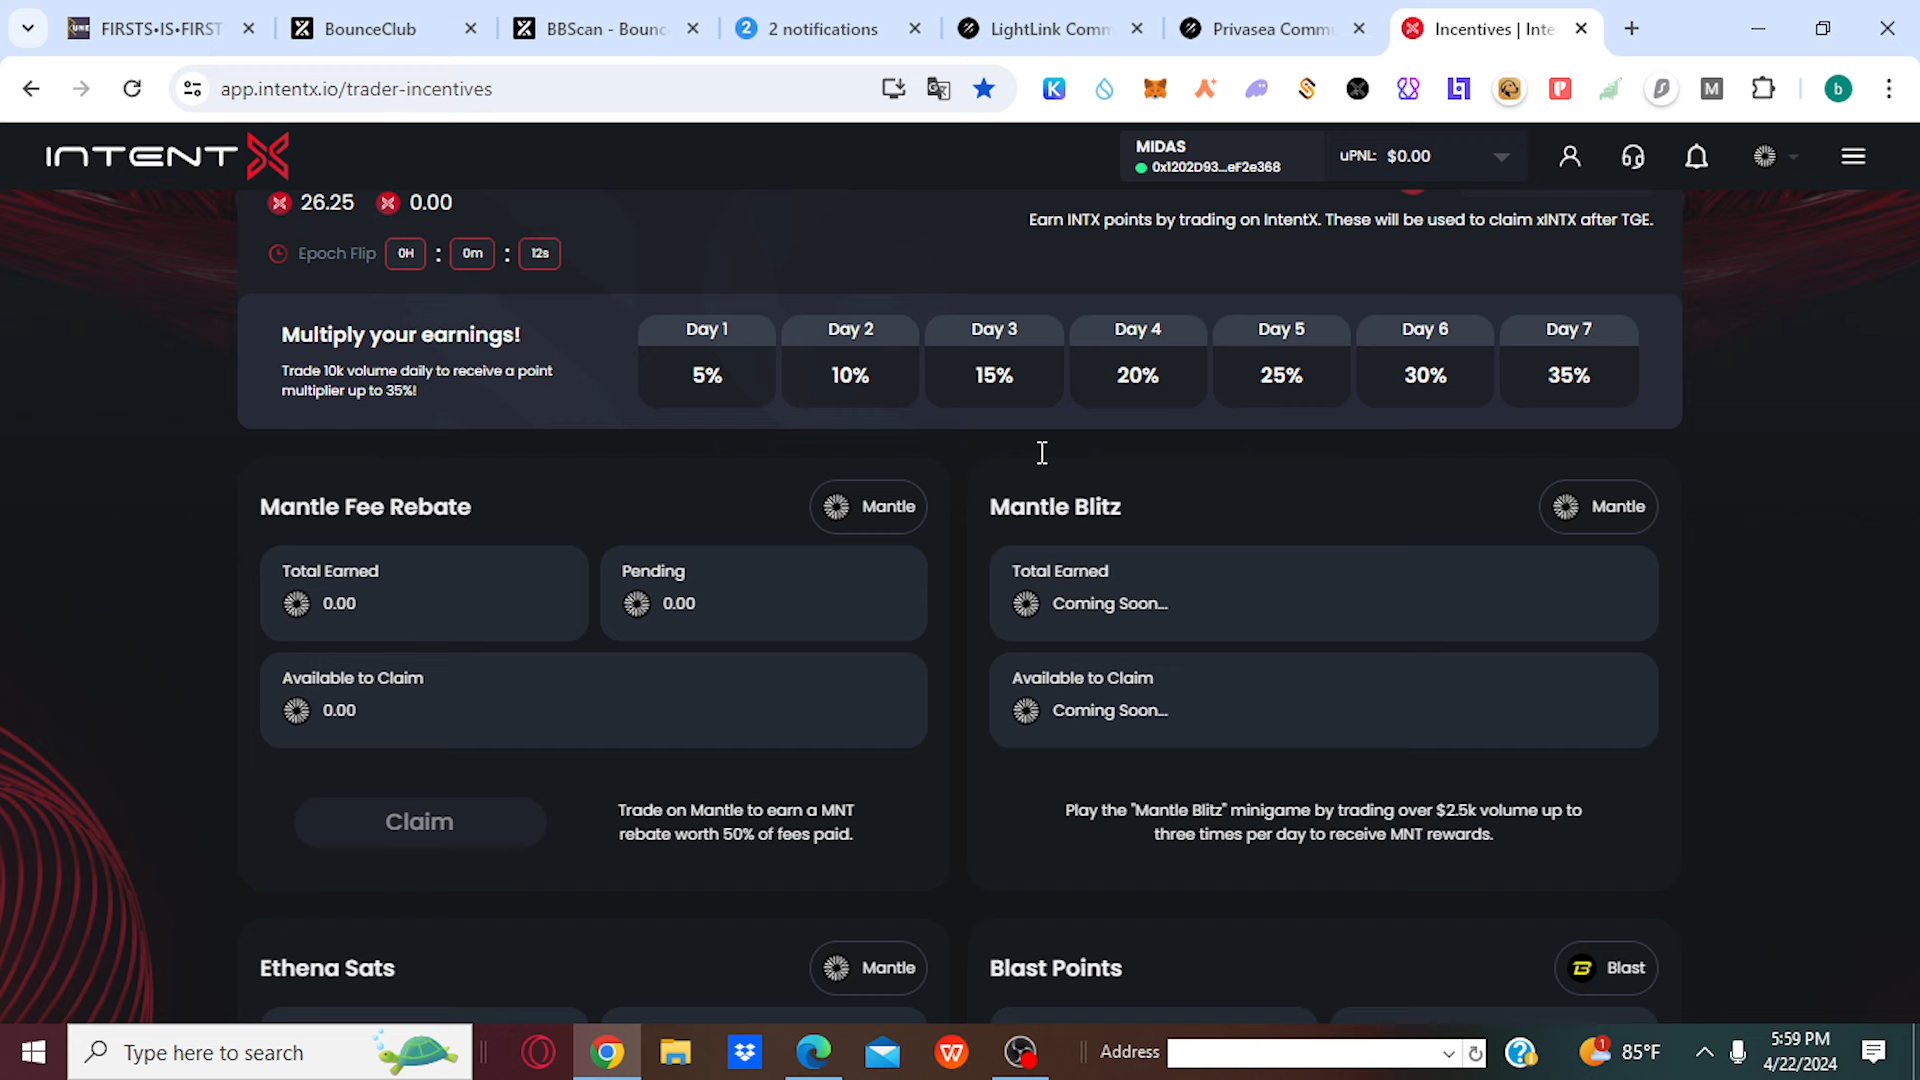 FIRSTS•IS•FIRST
BounceClub
BBScan - Bounc
2 notifications
LightLink Comm
Privasea Commu
Incentives | Inte
app.intentx.io/trader-incentives
INTENTX
MIDAS
0x1202D93...eF2e368
uPNL: $0.00
26.25
0.00
Earn INTX points by trading on IntentX. These will be used to claim xINTX after TGE.
Epoch Flip 0H : 0m : 12s
Multiply your earnings!
Trade 10k volume daily to receive a point
multiplier up to 35%!
Day 1 Day 2 Day 3 Day 4 Day 5 Day 6 Day 7
5% 10% 15% 20% 25% 30% 35%
Mantle Fee Rebate
Mantle
Total Earned
0.00
Pending
0.00
Available to Claim
0.00
Claim
Trade on Mantle to earn a MNT
rebate worth 50% of fees paid.
Mantle Blitz
Mantle
Total Earned
Coming Soon...
Available to Claim
Coming Soon...
Play the "Mantle Blitz" minigame by trading over $2.5k volume up to
three times per day to receive MNT rewards.
Ethena Sats
Mantle
Blast Points
Blast
Type here to search
Address
85°F
5:59 PM
4/22/2024